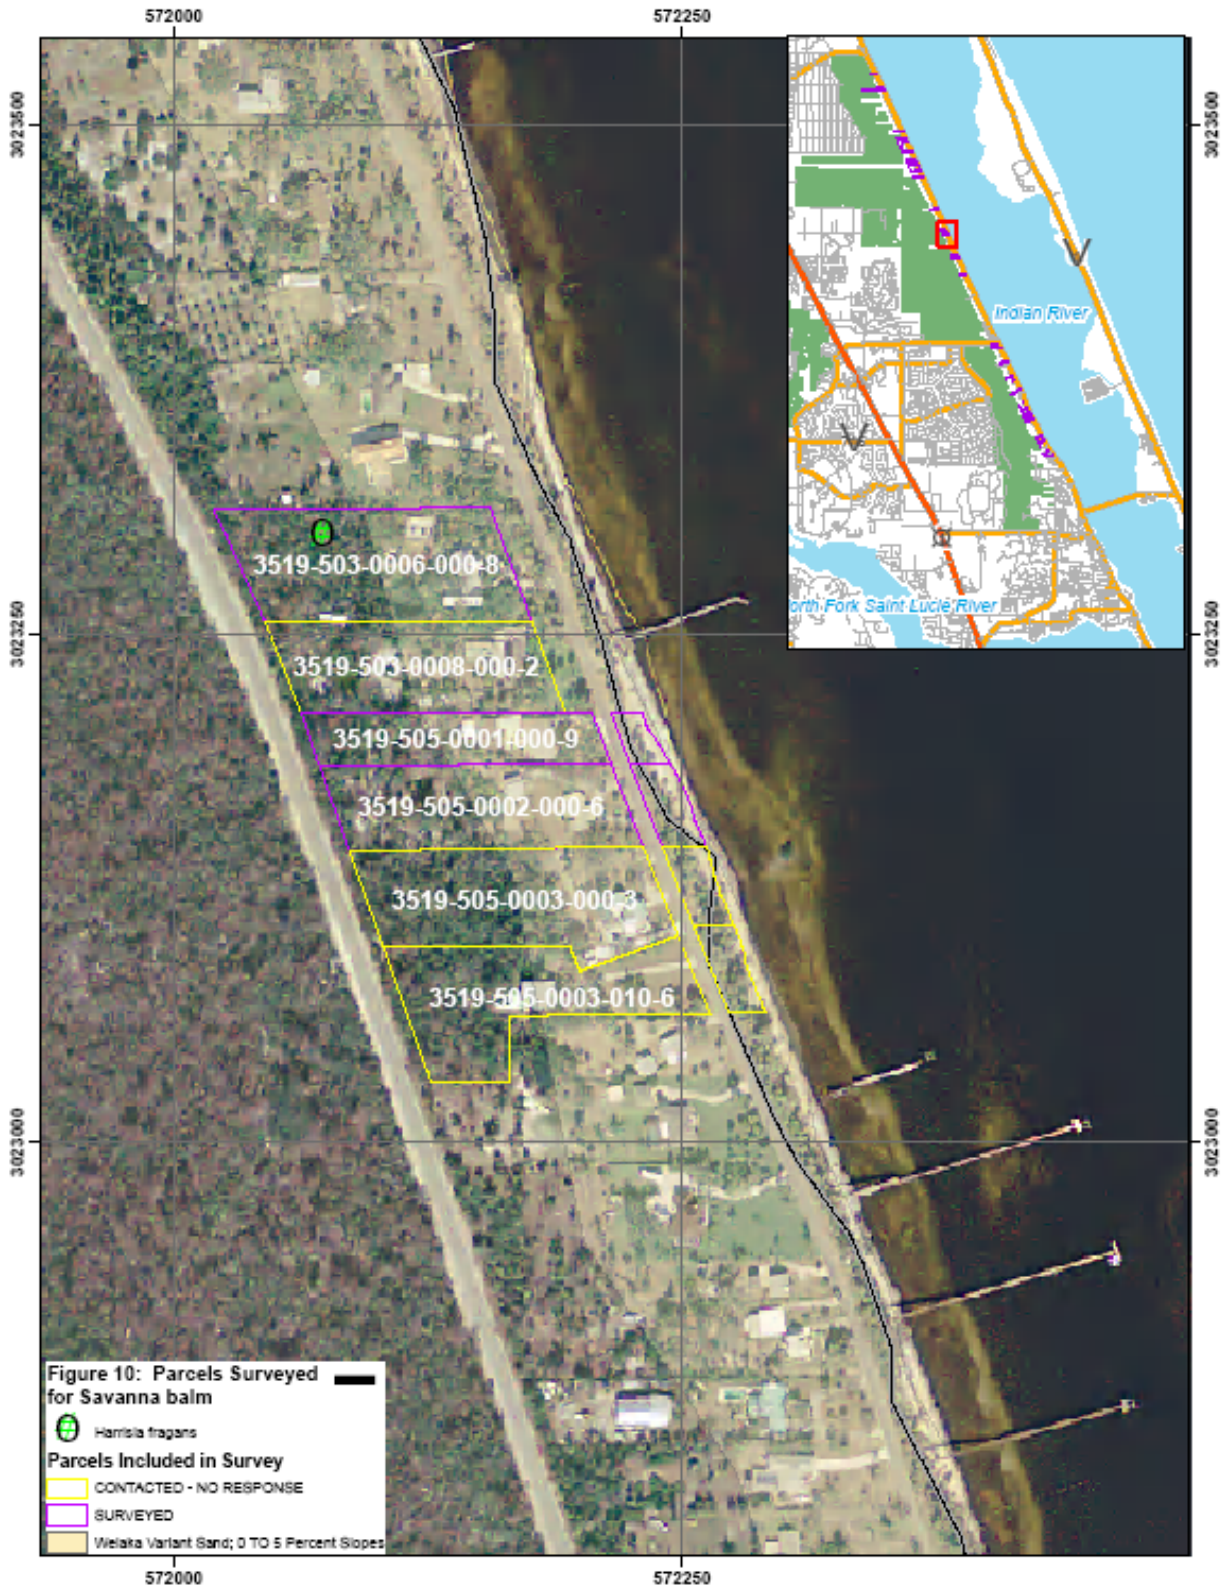 572000
572250
3023500
3023500
Indian River
orth Fork Saint Lucie River
3519-503-0006-000-8
3023250
3023250
3519-503-0008-000-2
3519-505-0001-000-9
3519-505-0002-000-6
3519-505-0003-000-3
3519-505-0003-010-6
3023000
3023000
Figure 10: Parcels Surveyed
for Savanna balm
Harrisia fragans
Parcels Included in Survey
CONTACTED - NO RESPONSE
SURVEYED
Welaka Variant Sand; 0 TO 5 Percent Slopes
572000
572250